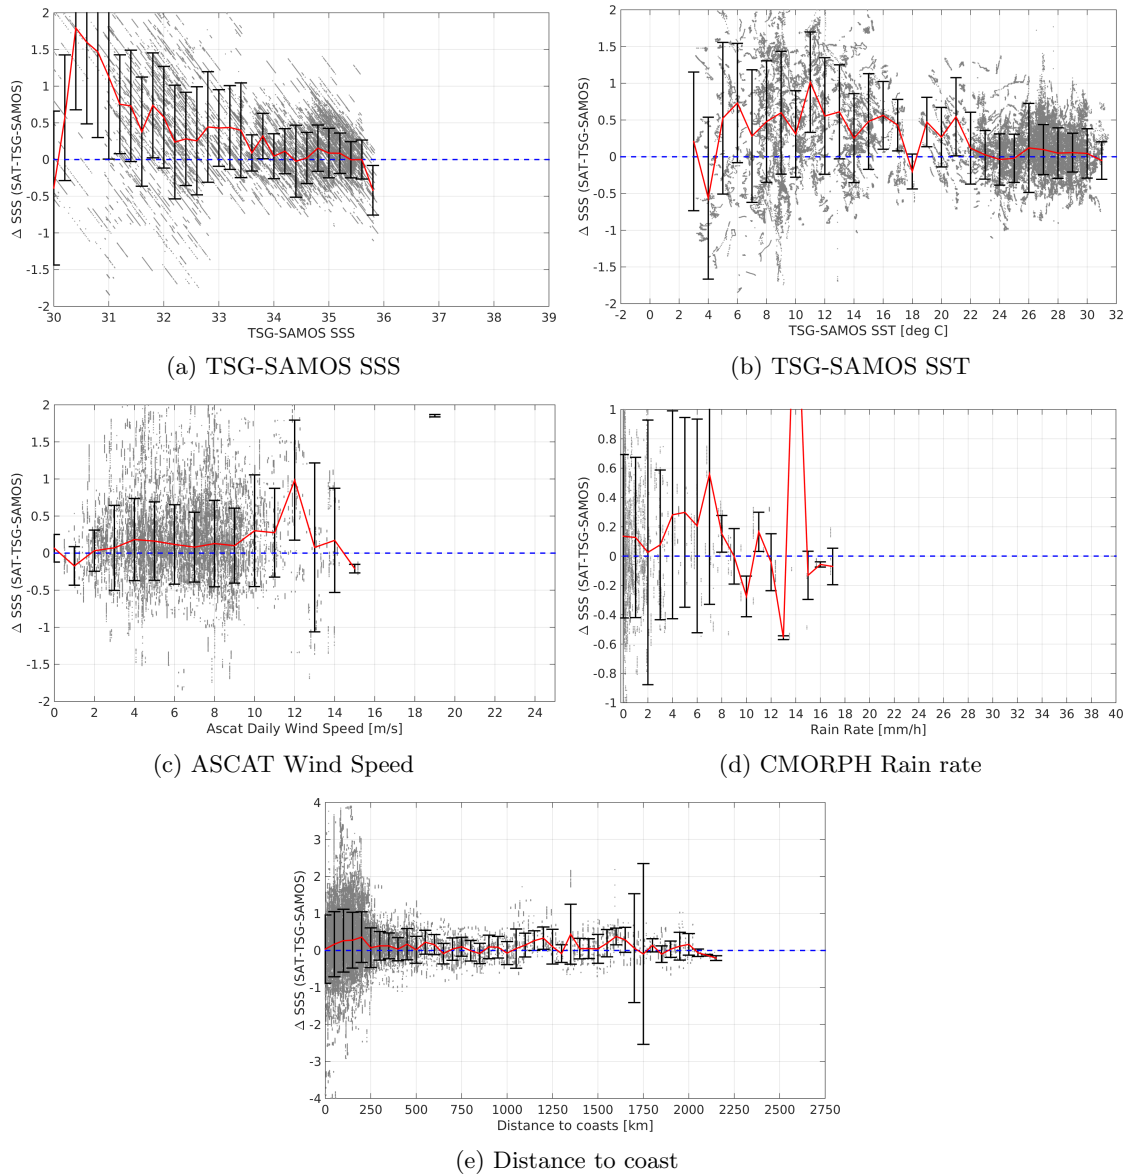 2
1.5
1
0.5
0
-0.5
-1
-1.5
-2
Δ SSS (SAT-TSG-SAMOS)
30 31 32 33 34 35 36 37 38 39
TSG-SAMOS SSS
(a) TSG-SAMOS SSS
2
1.5
1
0.5
0
-0.5
-1
-1.5
-2
Δ SSS (SAT-TSG-SAMOS)
-2 0 2 4 6 8 10 12 14 16 18 20 22 24 26 28 30 32
TSG-SAMOS SST [deg C]
(b) TSG-SAMOS SST
2
1.5
1
0.5
0
-0.5
-1
-1.5
-2
Δ SSS (SAT-TSG-SAMOS)
0 2 4 6 8 10 12 14 16 18 20 22 24
Ascat Daily Wind Speed [m/s]
(c) ASCAT Wind Speed
1
0.8
0.6
0.4
0.2
0
-0.2
-0.4
-0.6
-0.8
-1
Δ SSS (SAT-TSG-SAMOS)
0 2 4 6 8 10 12 14 16 18 20 22 24 26 28 30 32 34 36 38 40
Rain Rate [mm/h]
(d) CMORPH Rain rate
4
3
2
1
0
-1
-2
-3
-4
Δ SSS (SAT-TSG-SAMOS)
0 250 500 750 1000 1250 1500 1750 2000 2250 2500 2750
Distance to coasts [km]
(e) Distance to coast